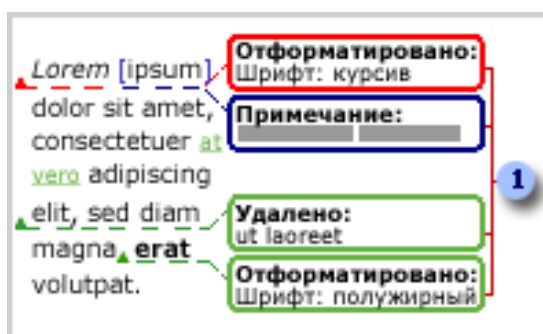 Lorem [ipsum]
dolor sit amet,
consectetuer at
vero adipiscing
elit, sed diam
magna erat
volutpat.
Отформатировано:
Шрифт: курсив
Примечание:
Удалено:
ut laoreet
Отформатировано:
Шрифт: полужирный
1